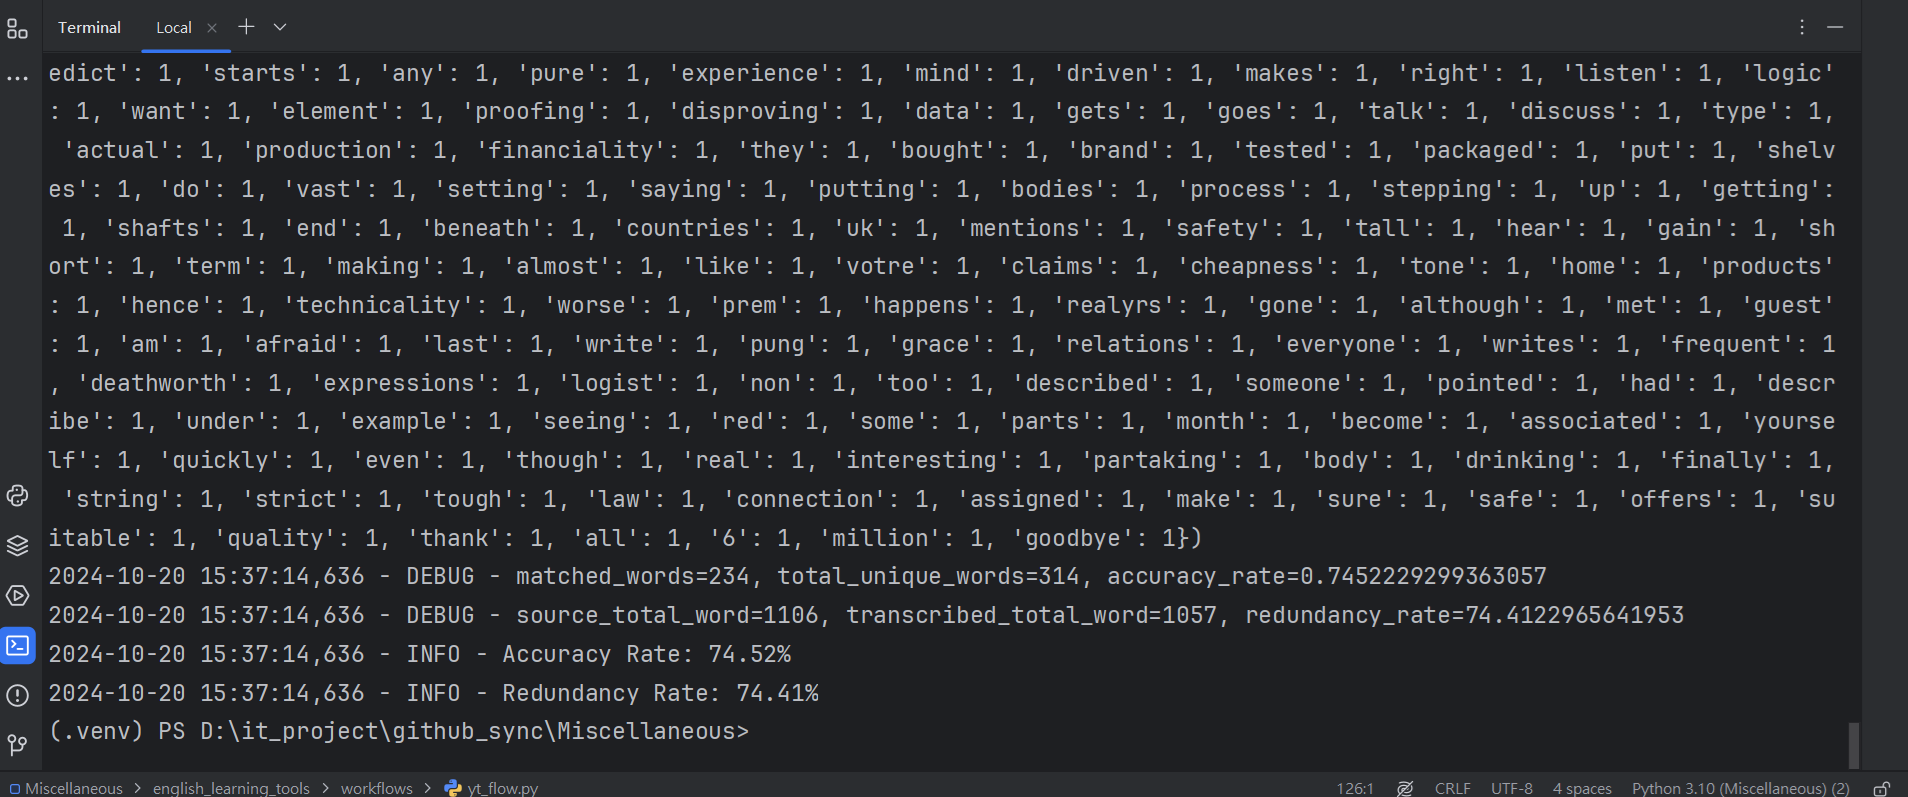 Terminal Local
edict': 1, 'starts': 1, 'any': 1, 'pure': 1, 'experience': 1, 'mind': 1, 'driven': 1, 'makes': 1, 'right': 1, 'listen': 1, 'logic'
: 1, 'want': 1, 'element': 1, 'proofing': 1, 'disproving': 1, 'data': 1, 'gets': 1, 'goes': 1, 'talk': 1, 'discuss': 1, 'type': 1,
'actual': 1, 'production': 1, 'financiality': 1, 'they': 1, 'bought': 1, 'brand': 1, 'tested': 1, 'packaged': 1, 'put': 1, 'shelv
es': 1, 'do': 1, 'vast': 1, 'setting': 1, 'saying': 1, 'putting': 1, 'bodies': 1, 'process': 1, 'stepping': 1, 'up': 1, 'getting':
1, 'shafts': 1, 'end': 1, 'beneath': 1, 'countries': 1, 'uk': 1, 'mentions': 1, 'safety': 1, 'tall': 1, 'hear': 1, 'gain': 1, 'sh
ort': 1, 'term': 1, 'making': 1, 'almost': 1, 'like': 1, 'votre': 1, 'claims': 1, 'cheapness': 1, 'tone': 1, 'home': 1, 'products'
: 1, 'hence': 1, 'technicality': 1, 'worse': 1, 'prem': 1, 'happens': 1, 'realyrs': 1, 'gone': 1, 'although': 1, 'met': 1, 'guest'
: 1, 'am': 1, 'afraid': 1, 'last': 1, 'write': 1, 'pung': 1, 'grace': 1, 'relations': 1, 'everyone': 1, 'writes': 1, 'frequent': 1
, 'deathworth': 1, 'expressions': 1, 'logist': 1, 'non': 1, 'too': 1, 'described': 1, 'someone': 1, 'pointed': 1, 'had': 1, 'descr
ibe': 1, 'under': 1, 'example': 1, 'seeing': 1, 'red': 1, 'some': 1, 'parts': 1, 'month': 1, 'become': 1, 'associated': 1, 'yourse
lf': 1, 'quickly': 1, 'even': 1, 'though': 1, 'real': 1, 'interesting': 1, 'partaking': 1, 'body': 1, 'drinking': 1, 'finally': 1,
'string': 1, 'strict': 1, 'tough': 1, 'law': 1, 'connection': 1, 'assigned': 1, 'make': 1, 'sure': 1, 'safe': 1, 'offers': 1, 'su
itable': 1, 'quality': 1, 'thank': 1, 'all': 1, '6': 1, 'million': 1, 'goodbye': 1})
2024-10-20 15:37:14,636 - DEBUG - matched_words=234, total_unique_words=314, accuracy_rate=0.7452229299363057
2024-10-20 15:37:14,636 - DEBUG - source_total_word=1106, transcribed_total_word=1057, redundancy_rate=74.4122965641953
2024-10-20 15:37:14,636 - INFO - Accuracy Rate: 74.52%
2024-10-20 15:37:14,636 - INFO - Redundancy Rate: 74.41%
(.venv) PS D:\it_project\github_sync\Miscellaneous>
Miscellaneous > english_learning_tools > workflows > yt_flow.py 126:1 CRLF UTF-8 4 spaces Python 3.10 (Miscellaneous) (2)